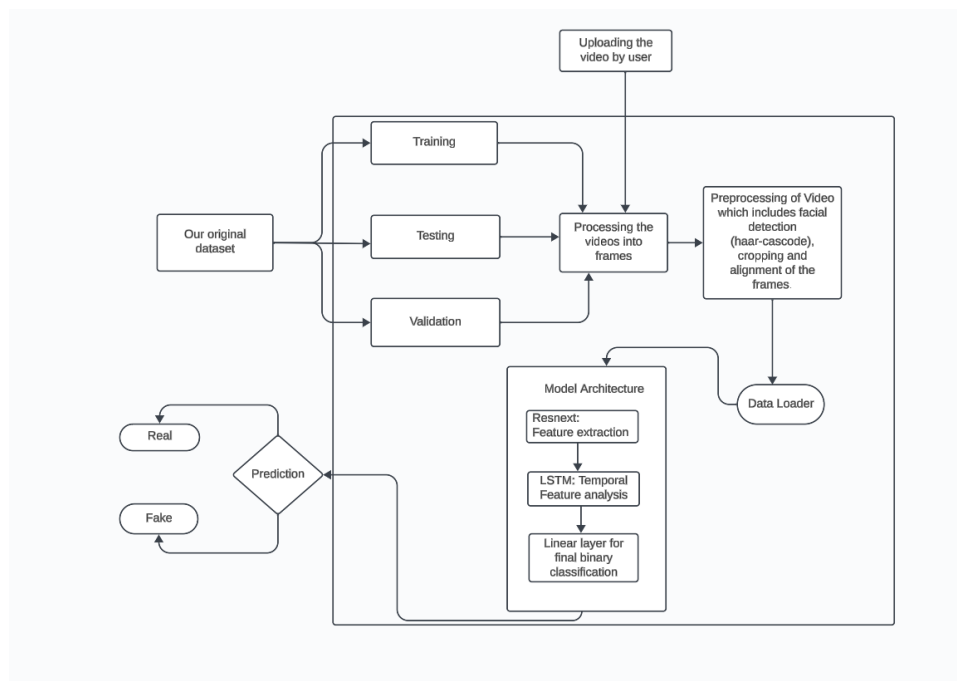 Uploading the
video by user
Training
Our original
dataset
Testing
Validation
Processing the
videos into
frames
Preprocessing of Video
which includes facial
detection
(haar-cascode),
cropping and
alignment of the
frames
Data Loader
Model Architecture
Resnext:
Feature extraction
LSTM: Temporal
Feature analysis
Linear layer for
final binary
classification
Prediction
Real
Fake